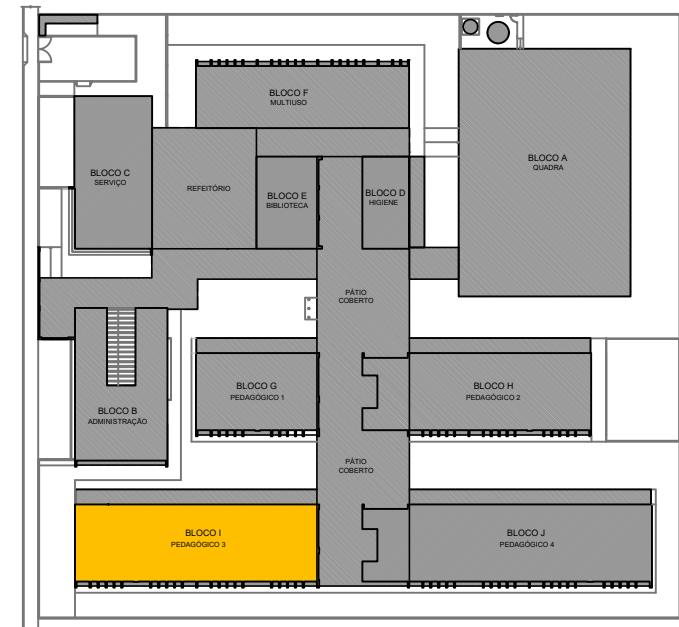 BLOCO F
MULTIUSO
BLOCO A
QUADRA
BLOCO C
SERVIÇO
REFEITÓRIO
BLOCO E
BIBLIOTECA
BLOCO D
HIGIENE
PÁTIO
COBERTO
BLOCO G
PEDAGÓGICO 1
BLOCO H
PEDAGÓGICO 2
BLOCO B
ADMINISTRAÇÃO
PÁTIO
COBERTO
BLOCO I
PEDAGÓGICO 3
BLOCO J
PEDAGÓGICO 4